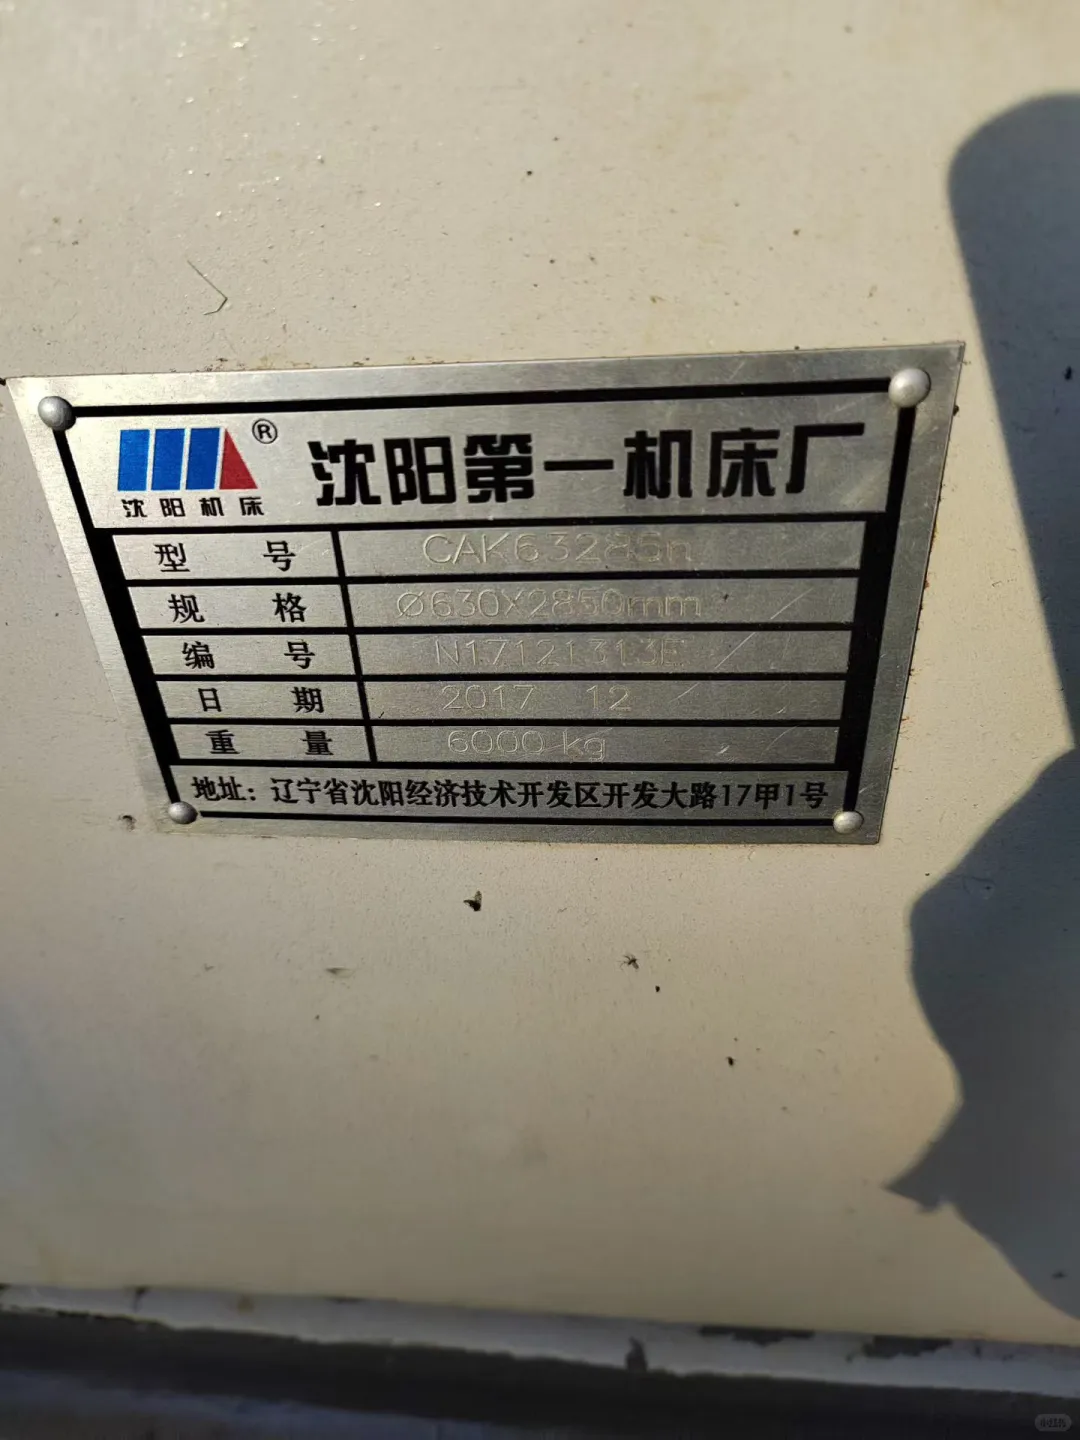 ® 沈阳第一机床厂
沈阳机床
型号 CAK63285n
规格 Ø630X2850mm
编号 N17121313E
日期 2017 12
重量 6000 kg
地址：辽宁省沈阳经济技术开发区开发大路17甲1号